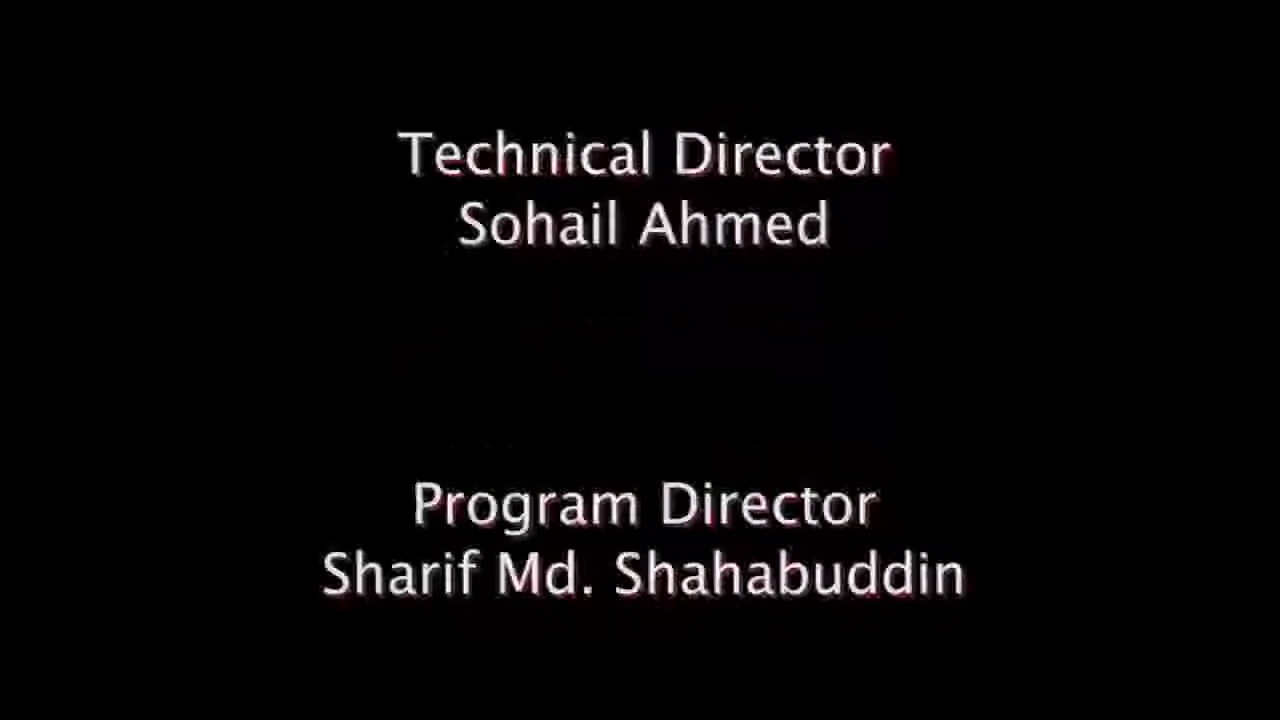 Technical Director
Sohail Ahmed
Program Director
Sharif Md. Shahabuddin